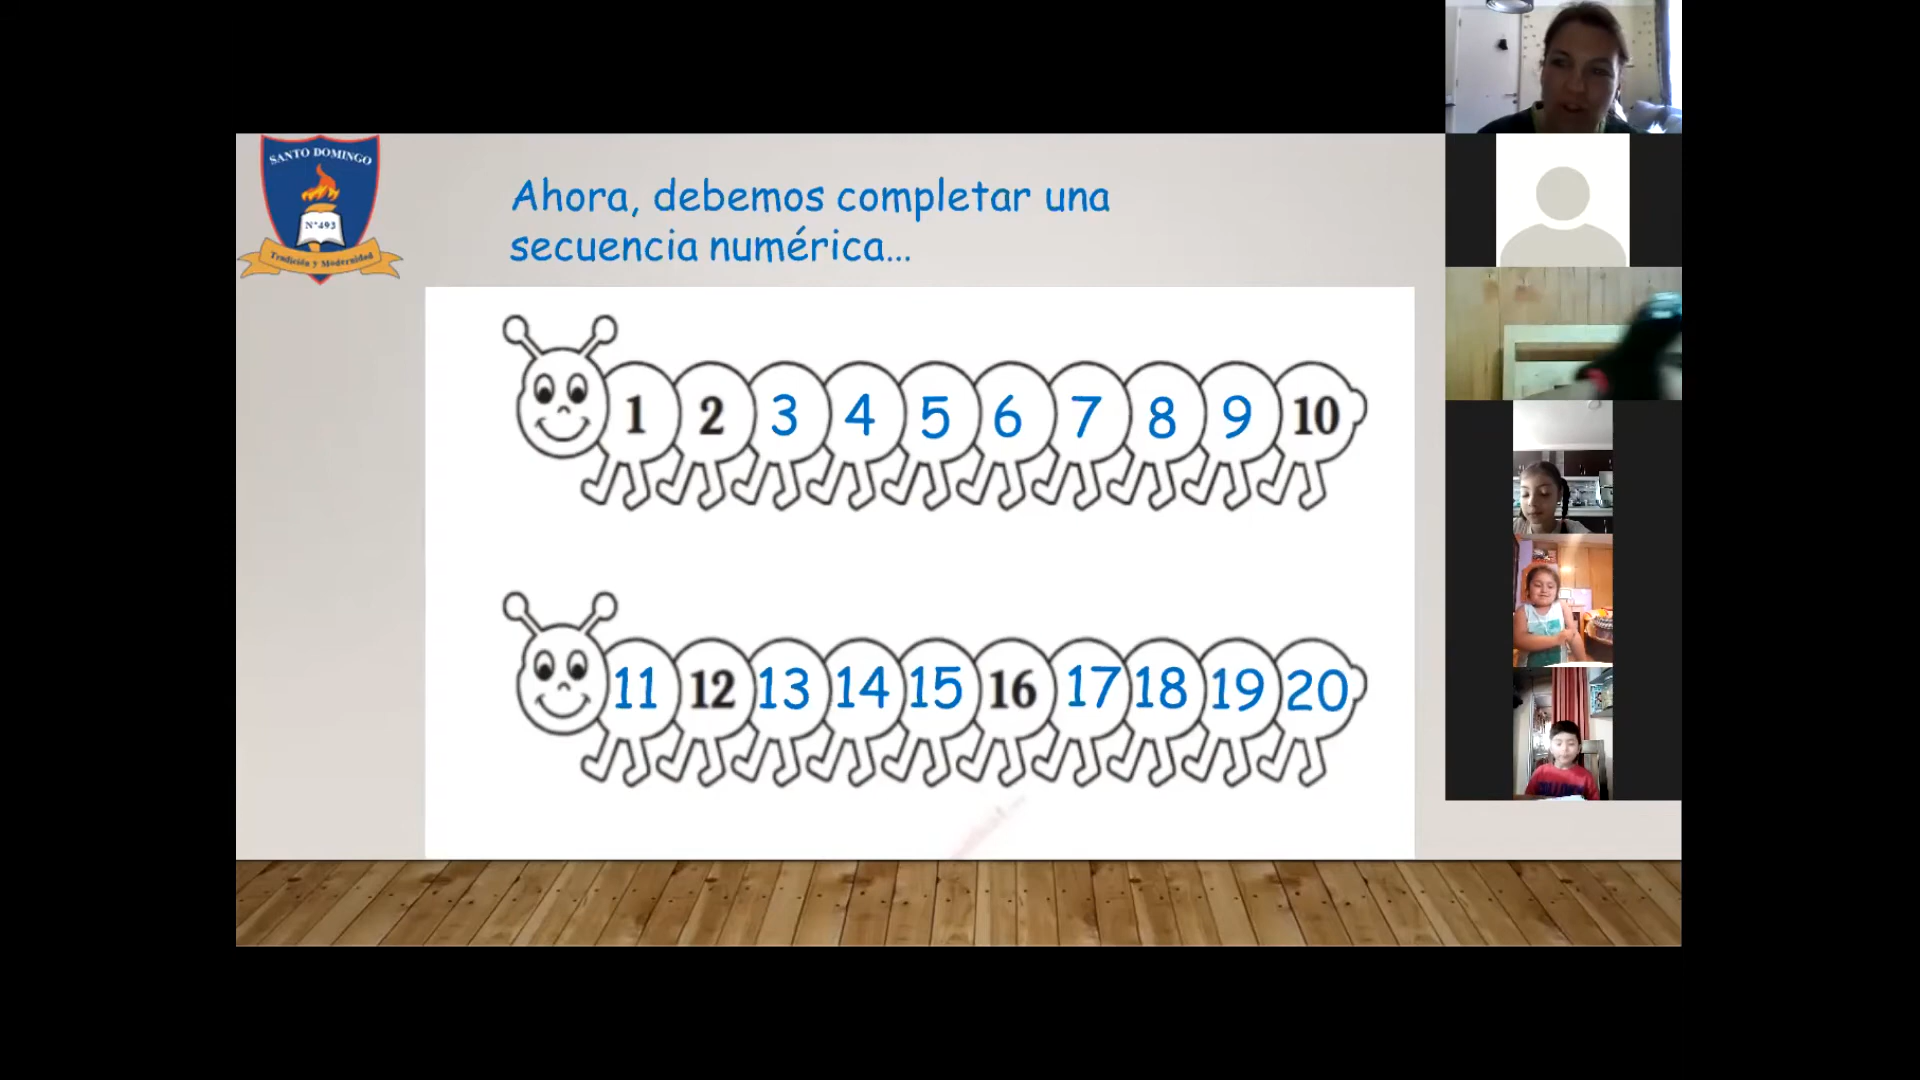 SANTO DOMINGO
N°493
Tradición y Modernidad
Ahora, debemos completar una
secuencia numérica...
1 2 3 4 5 6 7 8 9 10
11 12 13 14 15 16 17 18 19 20